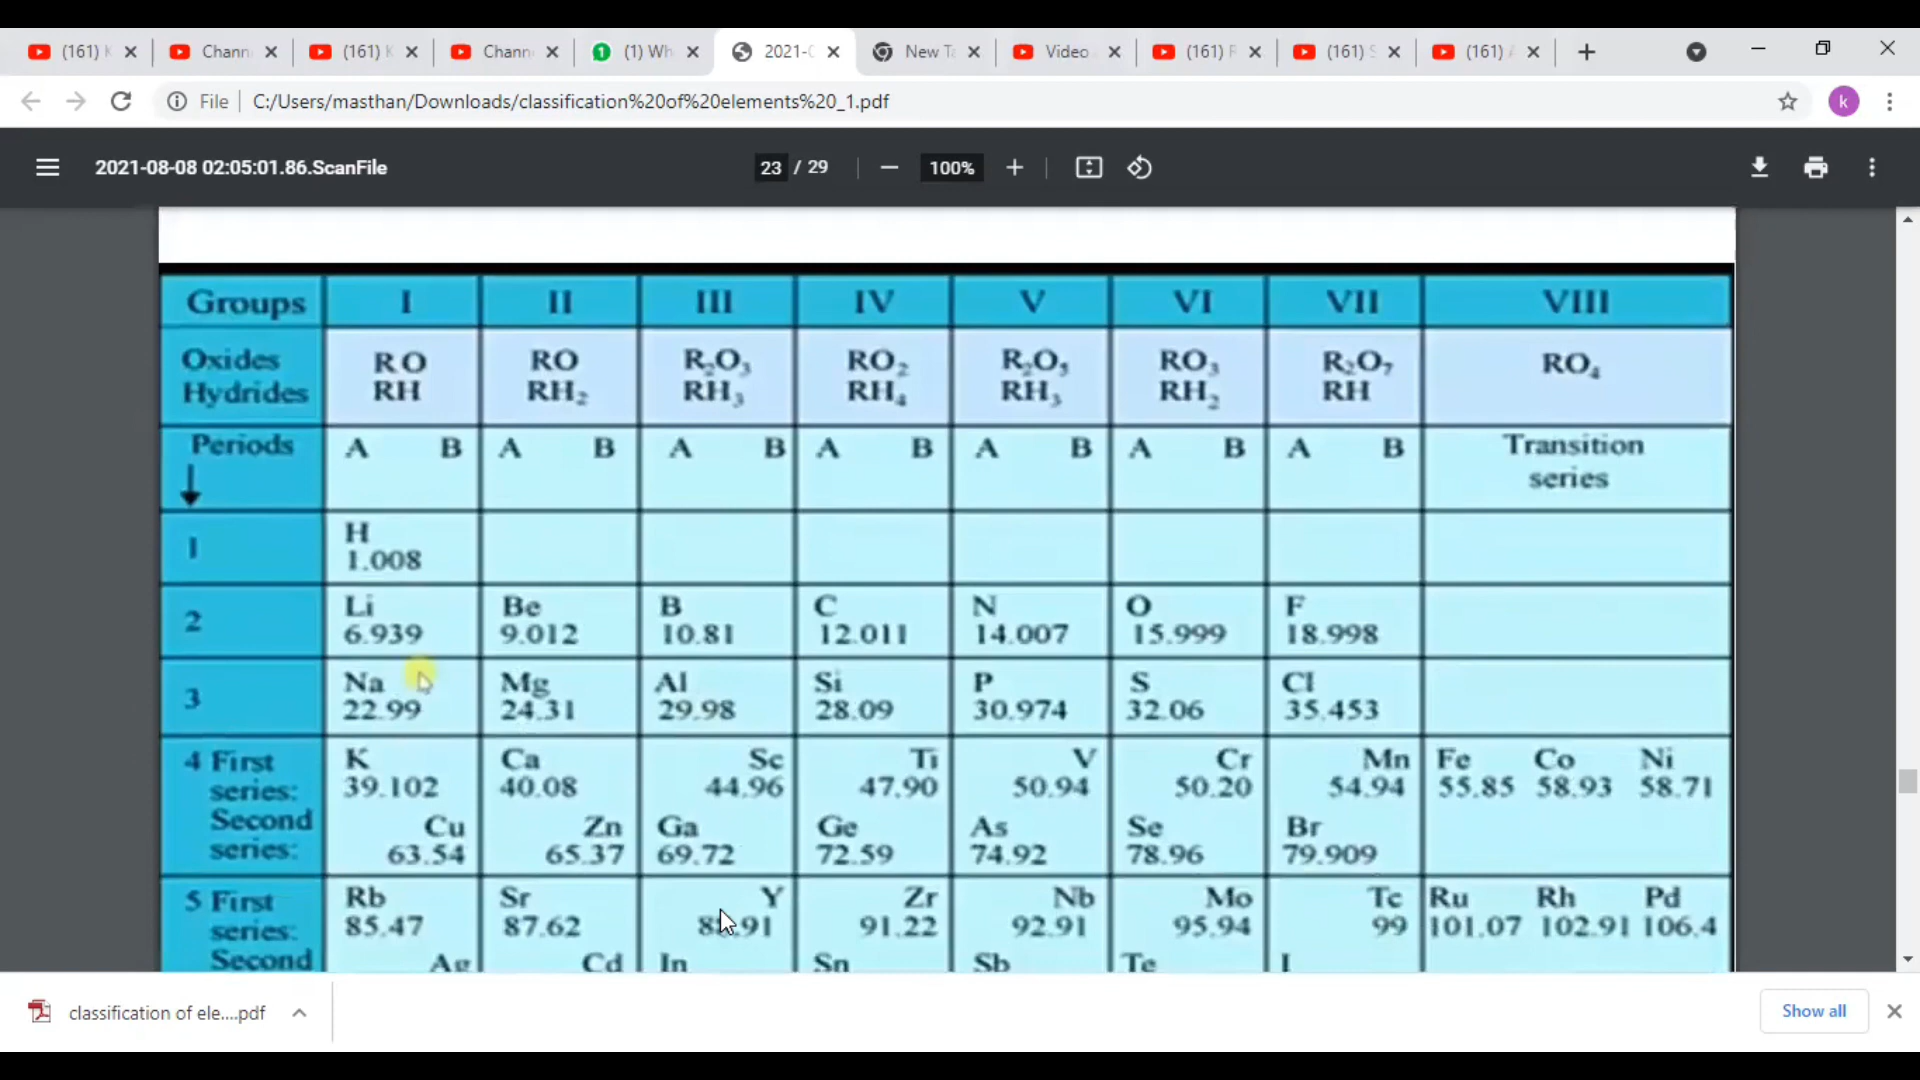 (161)
Chann
(161)
Chann
(1) Wh
2021-0
New Ta
Video
(161)
(161)
(161)
File C:/Users/masthan/Downloads/classification%20of%20elements%20_1.pdf
k
2021-08-08 02:05:01.86.ScanFile 23 / 29 100%
Groups I II III IV V VI VII VIII
Oxides RO RO R₂O₃ RO₂ R₂O₅ RO₃ R₂O₇ RO₄
Hydrides RH RH₂ RH₃ RH₄ RH₃ RH₂ RH
Periods A B A B A B A B A B A B A B Transition
series
1 H
1.008
2 Li Be B C N O F
6.939 9.012 10.81 12.011 14.007 15.999 18.998
3 Na Mg Al Si P S Cl
22.99 24.31 29.98 28.09 30.974 32.06 35.453
4 First K Ca Sc Ti V Cr Mn Fe Co Ni
series: 39.102 40.08 44.96 47.90 50.94 50.20 54.94 55.85 58.93 58.71
Second Cu Zn Ga Ge As Se Br
series: 63.54 65.37 69.72 72.59 74.92 78.96 79.909
5 First Rb Sr Y Zr Nb Mo Tc Ru Rh Pd
series: 85.47 87.62 91.22 92.91 95.94 99 101.07 102.91 106.4
Second Ag Cd In Sn Sb Te I
classification of ele....pdf
Show all